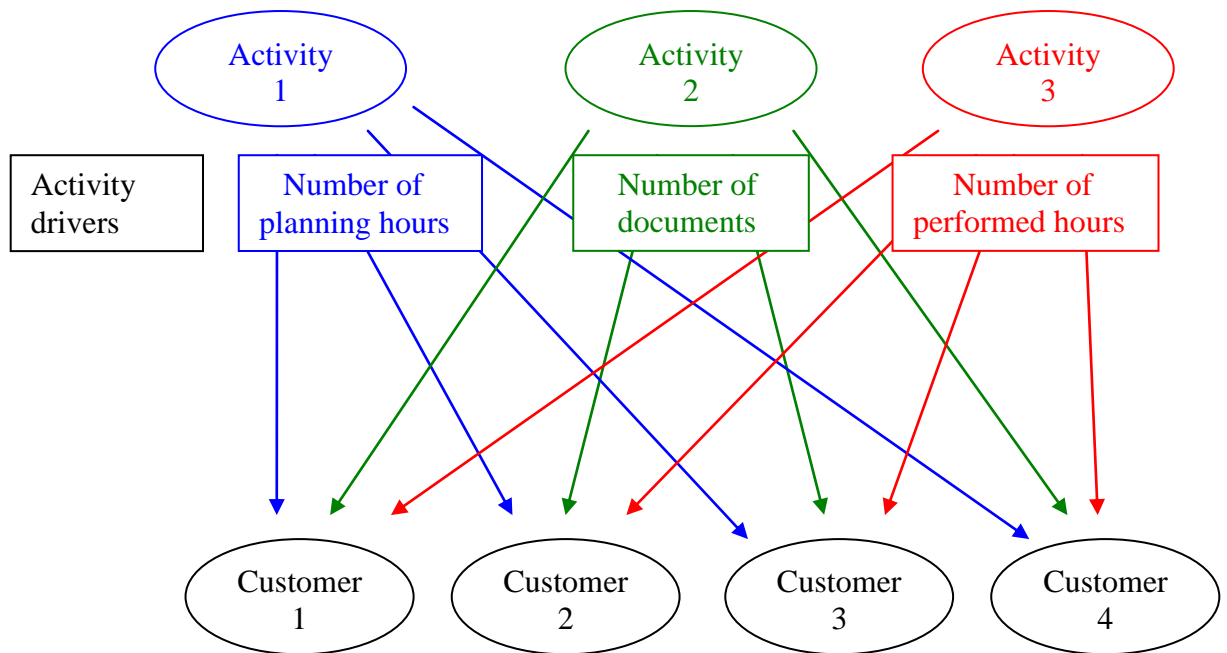 Activity
1
Activity
2
Activity
3
Activity
drivers
Number of
planning hours
Number of
documents
Number of
performed hours
Customer
1
Customer
2
Customer
3
Customer
4